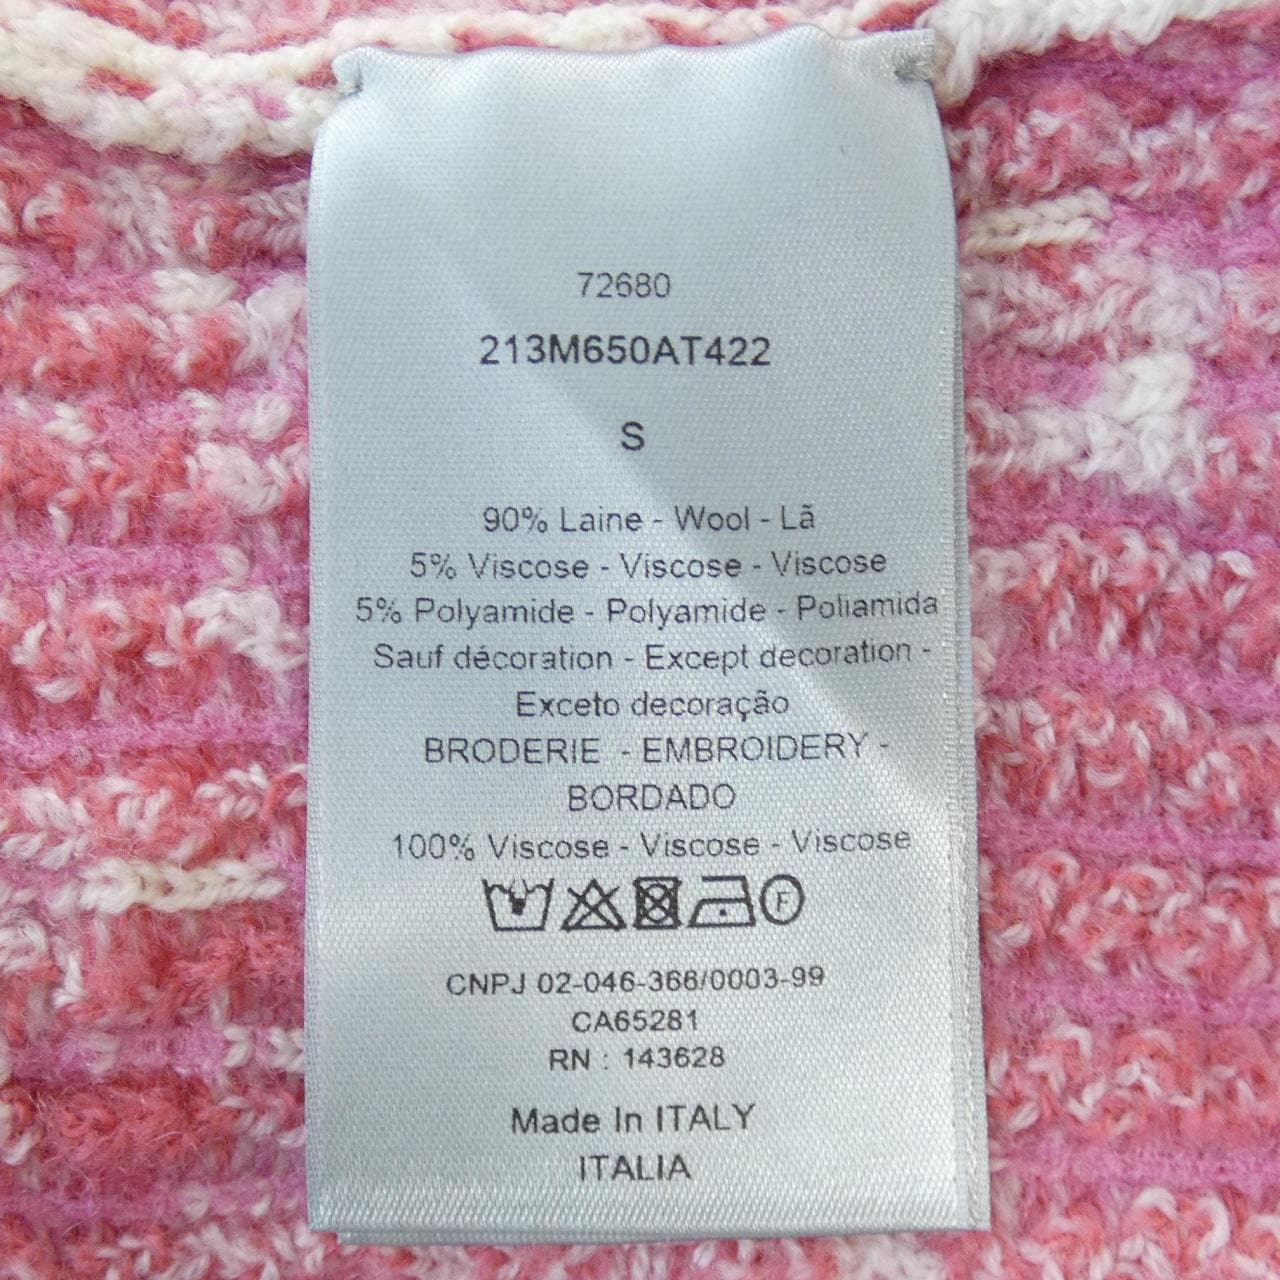 72680
213M650AT422
S
90% Laine - Wool - Lã
5% Viscose - Viscose - Viscose
5% Polyamide - Polyamide - Poliamida
Sauf décoration - Except decoration -
Exceto decoração
BRODERIE - EMBROIDERY -
BORDADO
100% Viscose - Viscose - Viscose
F
CNPJ 02-046-366/0003-99
CA65281
RN : 143628
Made In ITALY
ITALIA